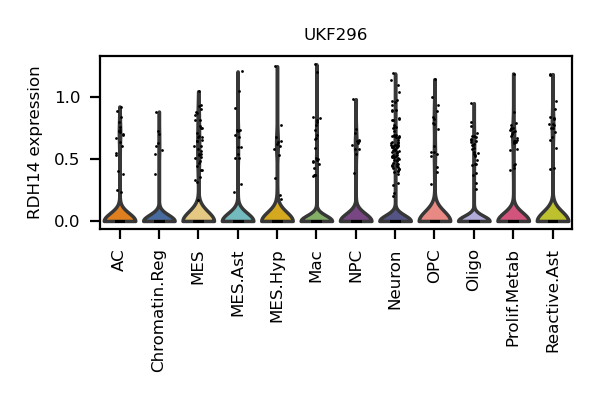 UKF296
RDH14 expression
1.0
0.5
0.0
AC
Chromatin.Reg
MES
MES.Ast
MES.Hyp
Mac
NPC
Neuron
OPC
Oligo
Prolif.Metab
Reactive.Ast